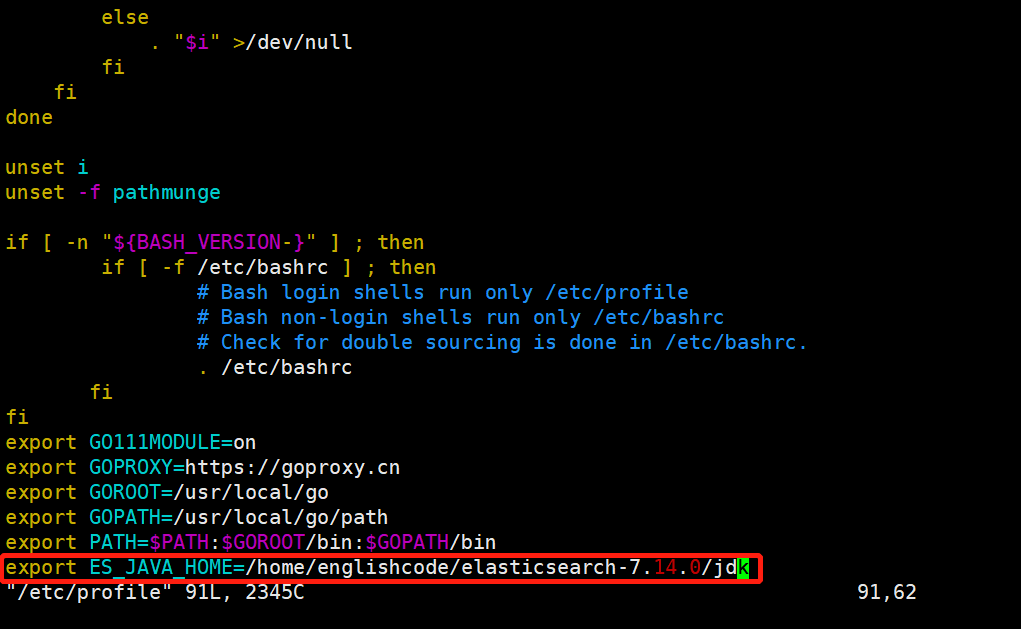 else
. "$i" >/dev/null
fi
fi
done
unset i
unset -f pathmunge
if [ -n "${BASH_VERSION-}" ] ; then
if [ -f /etc/bashrc ] ; then
# Bash login shells run only /etc/profile
# Bash non-login shells run only /etc/bashrc
# Check for double sourcing is done in /etc/bashrc.
. /etc/bashrc
fi
fi
export GO111MODULE=on
export GOPROXY=https://goproxy.cn
export GOROOT=/usr/local/go
export GOPATH=/usr/local/go/path
export PATH=$PATH:$GOROOT/bin:$GOPATH/bin
export ES_JAVA_HOME=/home/englishcode/elasticsearch-7.14.0/jdk
"/etc/profile" 91L, 2345C 91,62